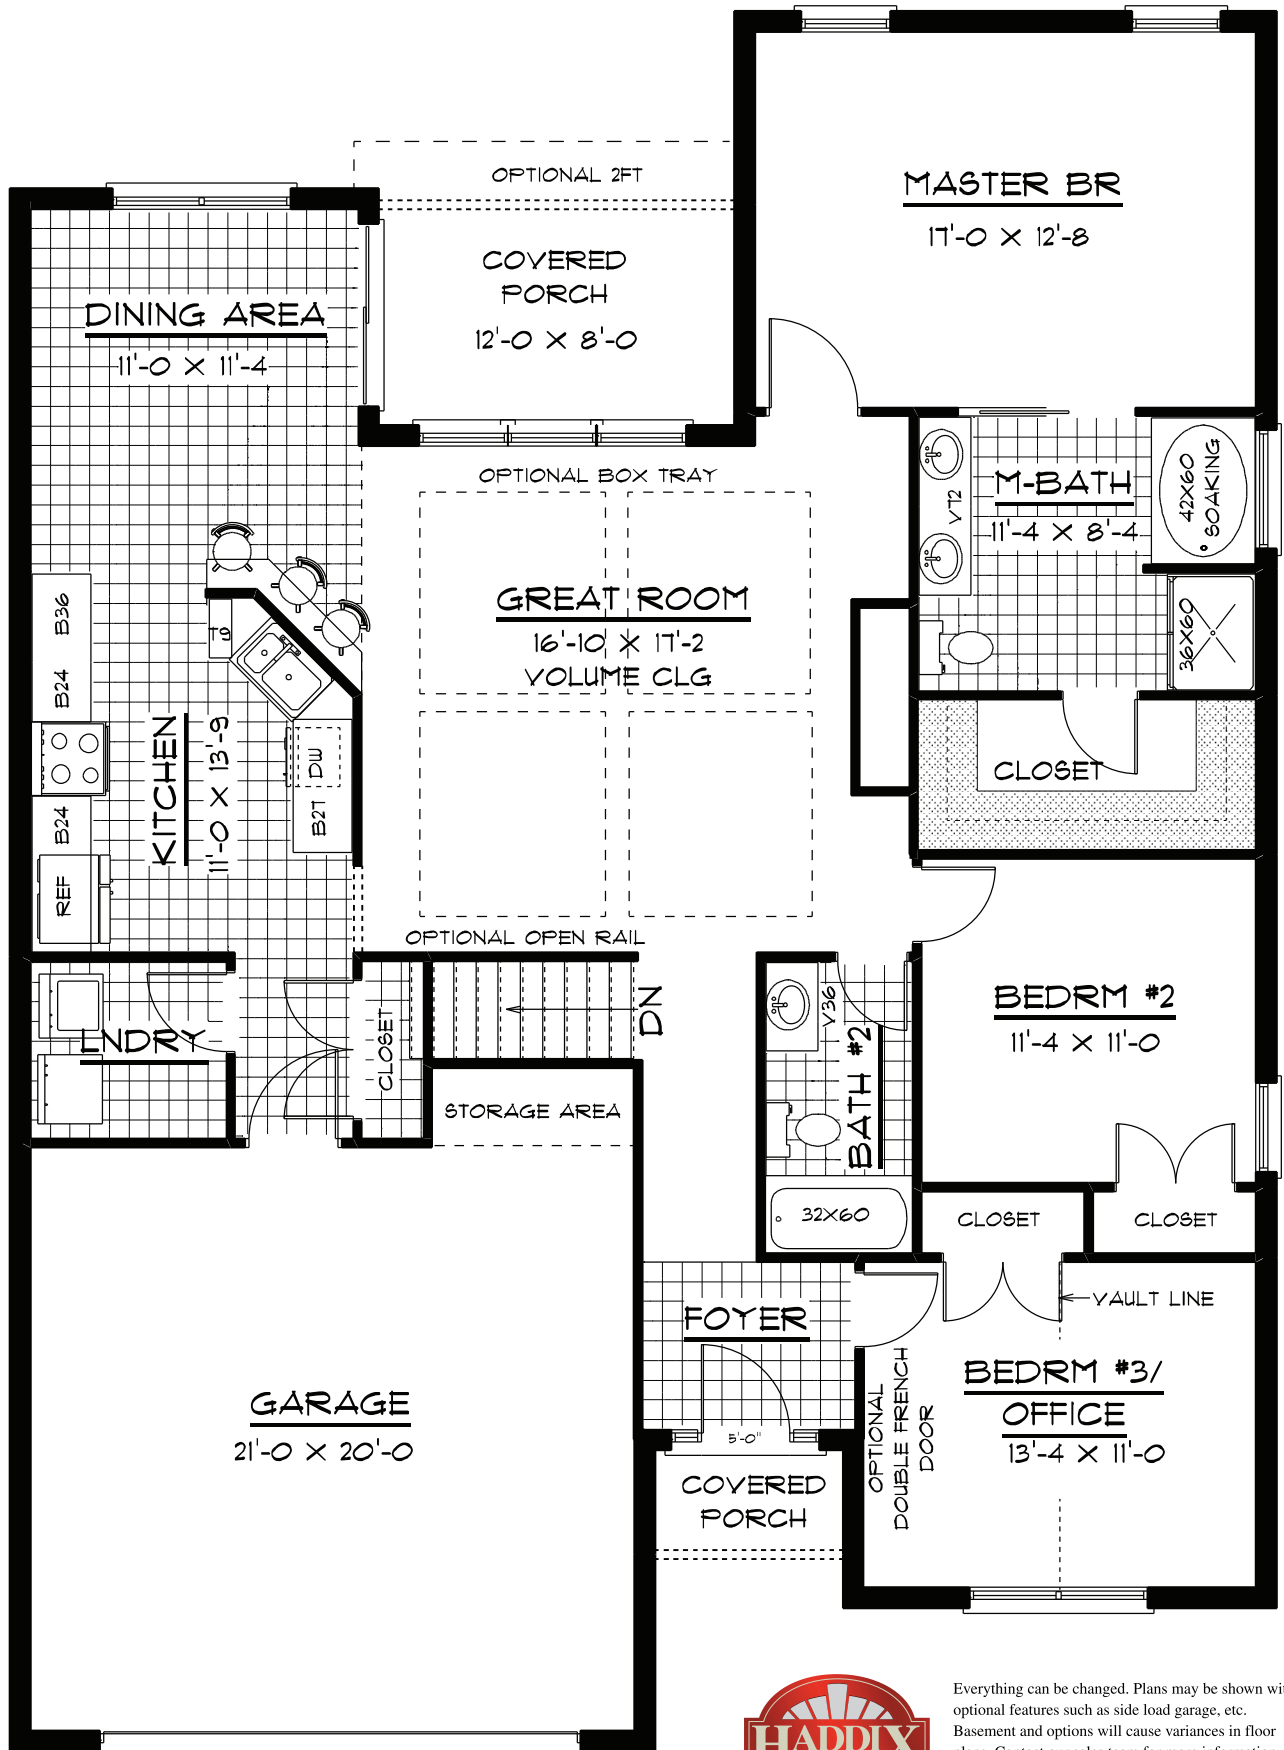 MASTER BR
17'-0 X 12'-8
OPTIONAL 2FT
COVERED
PORCH
12'-0 X 8'-0
DINING AREA
11'-0 X 11'-4
OPTIONAL BOX TRAY
GREAT ROOM
16'-10 X 17'-2
VOLUME CLG
M-BATH
11'-4 X 8'-4
V72
42X60
SOAKING
36X60
CLOSET
B36
B24
B24
REF
KITCHEN
11'-0 X 13'-9
DW
B27
OPTIONAL OPEN RAIL
DN
LNDRY
CLOSET
STORAGE AREA
V36
BATH #2
32X60
BEDRM #2
11'-4 X 11'-0
CLOSET
CLOSET
VAULT LINE
FOYER
5'-0"
COVERED
PORCH
OPTIONAL
DOUBLE FRENCH
DOOR
BEDRM #3/
OFFICE
13'-4 X 11'-0
GARAGE
21'-0 X 20'-0
HADDIX
Everything can be changed. Plans may be shown wi
optional features such as side load garage, etc.
Basement and options will cause variances in floor